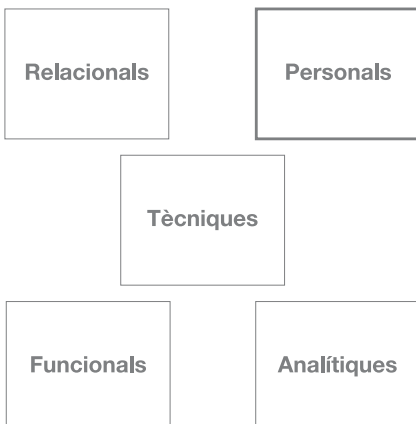 Relacionals
Personals
Tècniques
Funcionals
Analítiques